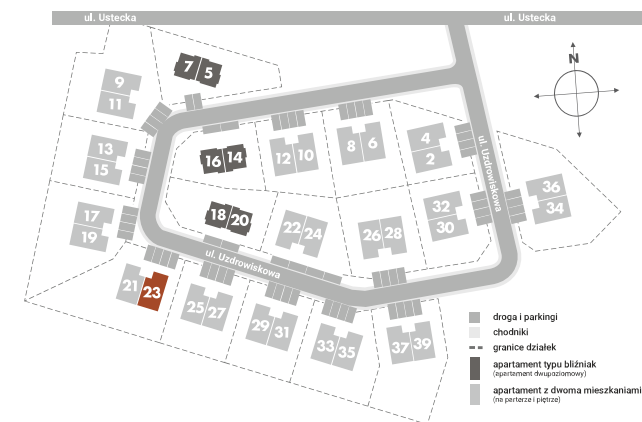 ul. Ustecka
ul. Ustecka
N
7 5
9
11
13
15
16 14
12 10
8 6
4
2
36
34
17
19
18 20
22 24
26 28
32
30
ul. Uzdrowiskowa
ul. Uzdrowiskowa
21 23
25 27
29 31
33 35
37 39
droga i parkingi
chodniki
granice działek
apartament typu bliźniak
(apartament dwupoziomowy)
apartament z dwoma mieszkaniami
(na parterze i piętrze)